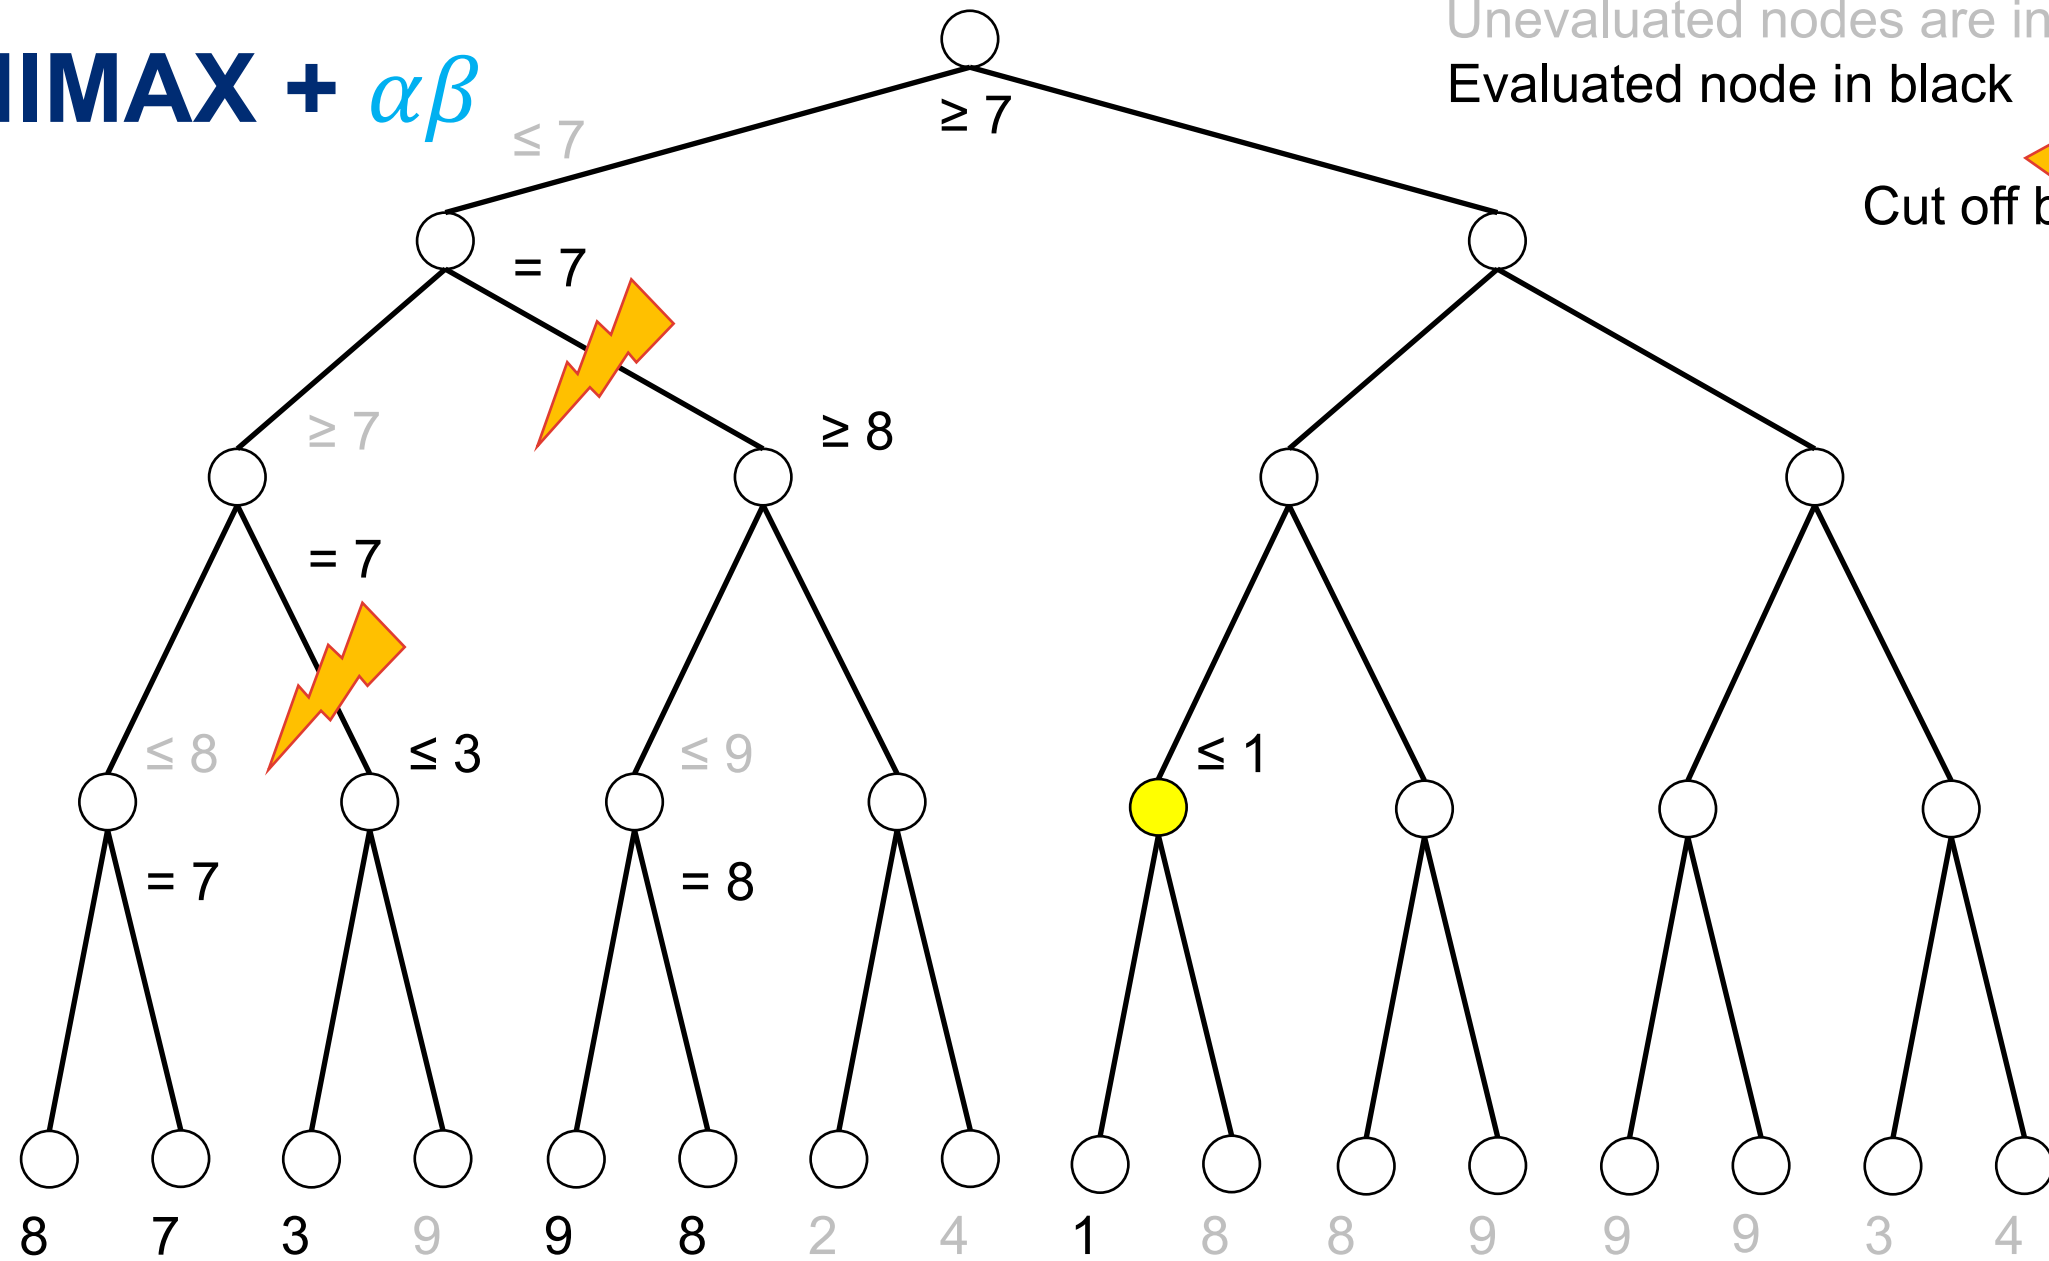 Unevaluated nodes are in
IIMAX + αβ
Evaluated node in black
≤ 7
≥ 7
Cut off b
= 7
≥ 7
≥ 8
= 7
≤ 8
≤ 3
≤ 9
≤ 1
= 7
= 8
8 7 3 9 9 8 2 4 1 8 8 9 9 9 3 4